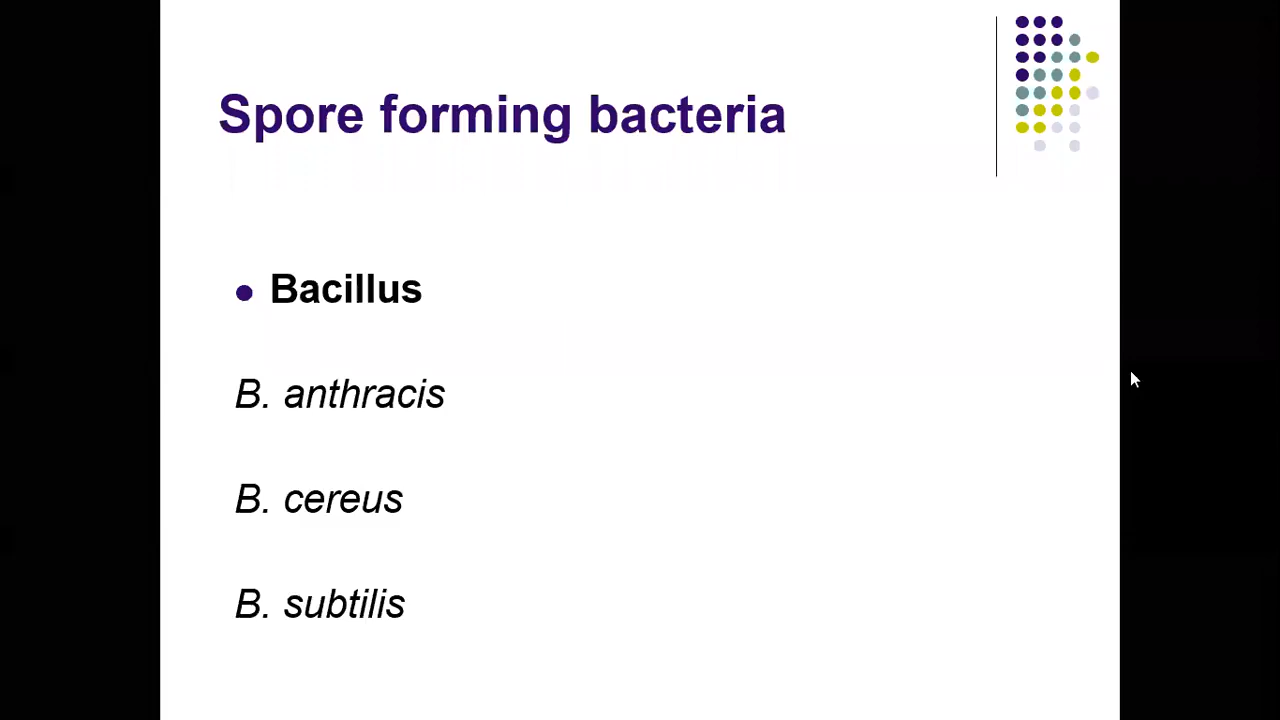 Spore forming bacteria
Bacillus
B. anthracis
B. cereus
B. subtilis